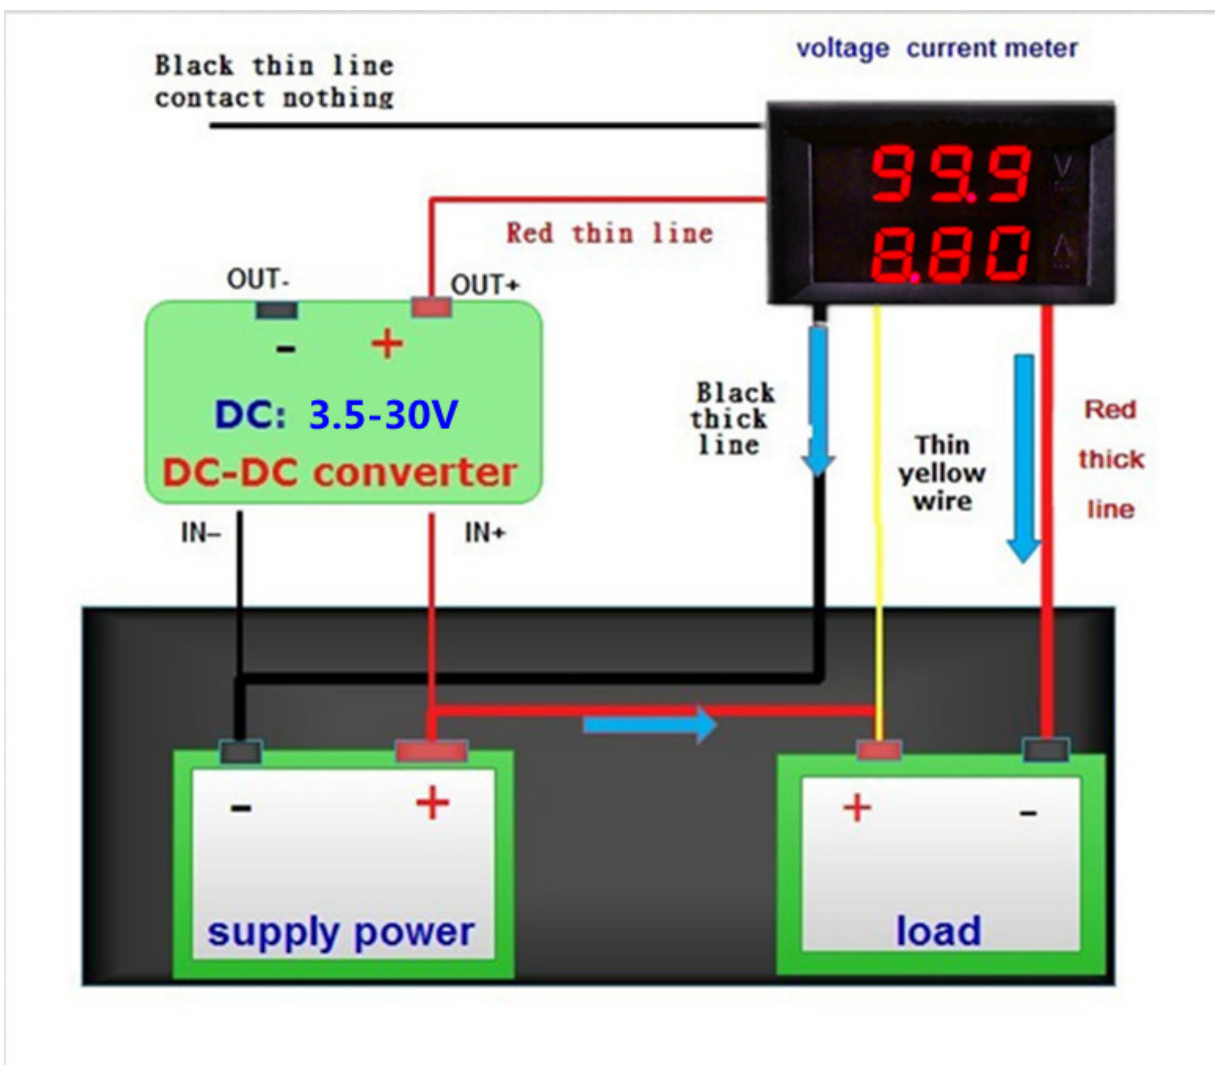 voltage current meter
Black thin line
contact nothing
99.9 V
8.80 A
Red thin line
OUT-
OUT+
- +
DC: 3.5-30V
DC-DC converter
IN-
IN+
Black
thick
line
Thin
yellow
wire
Red
thick
line
- +
supply power
+ -
load